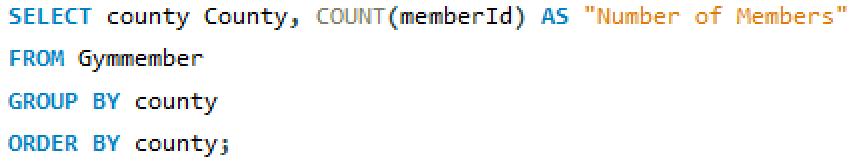 SELECT county County, COUNT(memberId) AS "Number of Members"
FROM Gymmember
GROUP BY county
ORDER BY county;